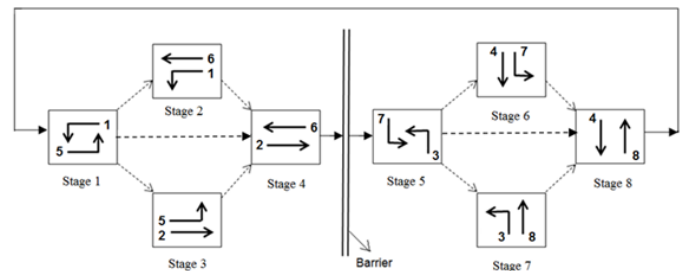 6
1
Stage 2
1
5
Stage 1
6
2
Stage 4
5
2
Stage 3
Barrier
4 7
Stage 6
7
3
Stage 5
4
8
Stage 8
3 8
Stage 7